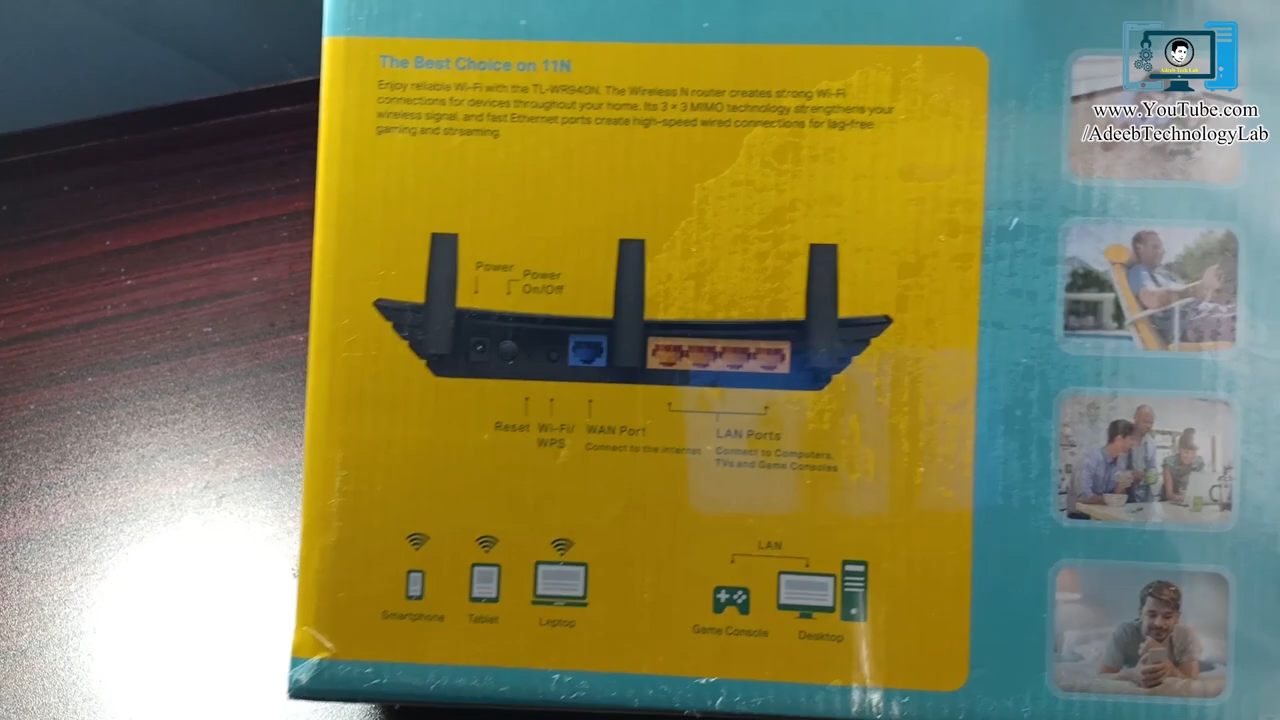 The Best Choice on 11N
Enjoy reliable Wi-Fi with the TL-WR940N. The Wireless N router creates strong Wi-Fi
connections for devices throughout your home. Its 3 × 3 MIMO technology strengthens your
wireless signal, and fast Ethernet ports create high-speed wired connections for lag-free
gaming and streaming.
Power
Power
On/Off
Reset
Wi-Fi/
WPS
WAN Port
Connect to the internet
LAN Ports
Connect to Computers,
TVs and Game Consoles
Smartphone
Tablet
Laptop
LAN
Game Console
Desktop
Adeeb Tech Lab
www.YouTube.com
/AdeebTechnologyLab